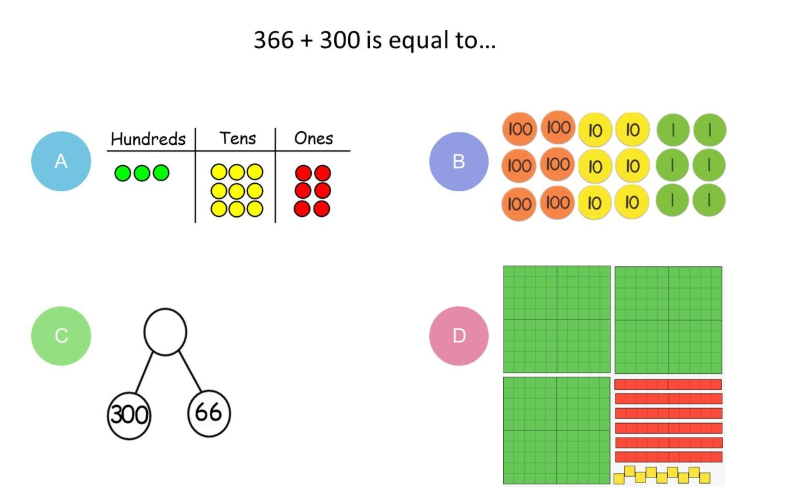 366 + 300 is equal to...
A
Hundreds Tens Ones
B
100 100 10 10 1 1
100 100 10 10 1 1
100 100 10 10 1 1
C
300 66
D